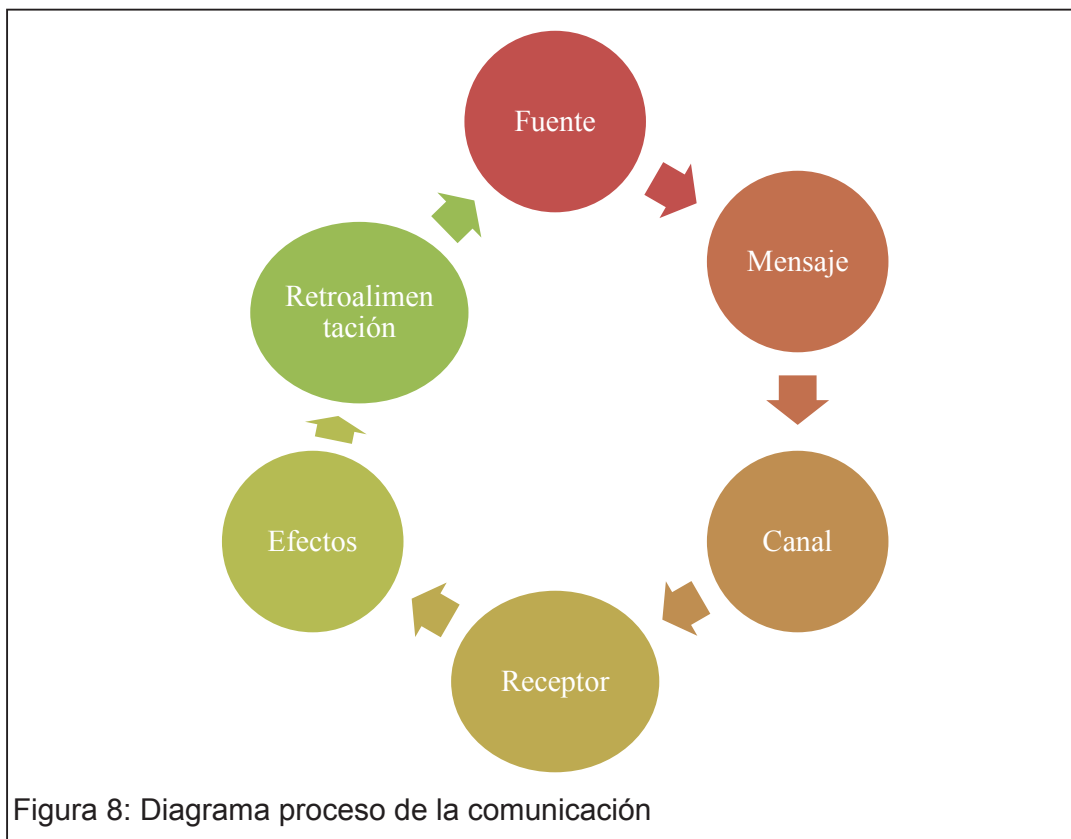 Fuente
Mensaje
Canal
Receptor
Efectos
Retroalimen
tación
Figura 8: Diagrama proceso de la comunicación